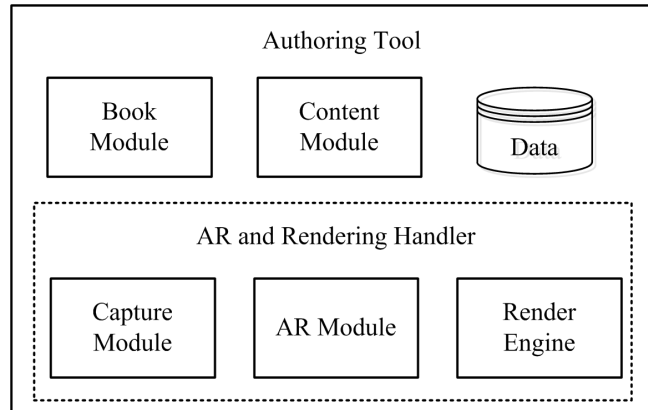 Authoring Tool
Book
Module
Content
Module
Data
AR and Rendering Handler
Capture
Module
AR Module
Render
Engine